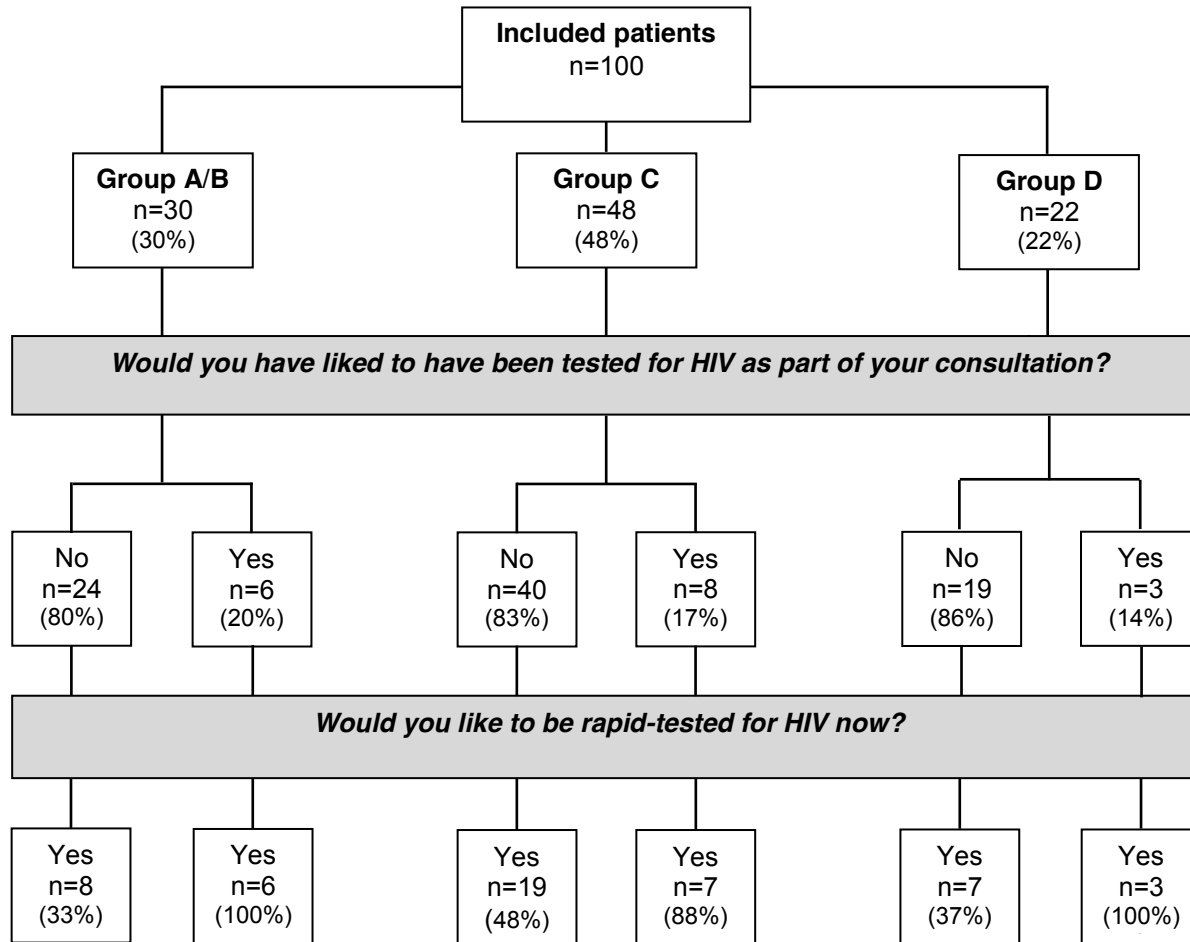 Included patients
n=100
Group A/B
n=30
(30%)
Group C
n=48
(48%)
Group D
n=22
(22%)
Would you have liked to have been tested for HIV as part of your consultation?
No
n=24
(80%)
Yes
n=6
(20%)
No
n=40
(83%)
Yes
n=8
(17%)
No
n=19
(86%)
Yes
n=3
(14%)
Would you like to be rapid-tested for HIV now?
Yes
n=8
(33%)
Yes
n=6
(100%)
Yes
n=19
(48%)
Yes
n=7
(88%)
Yes
n=7
(37%)
Yes
n=3
(100%)